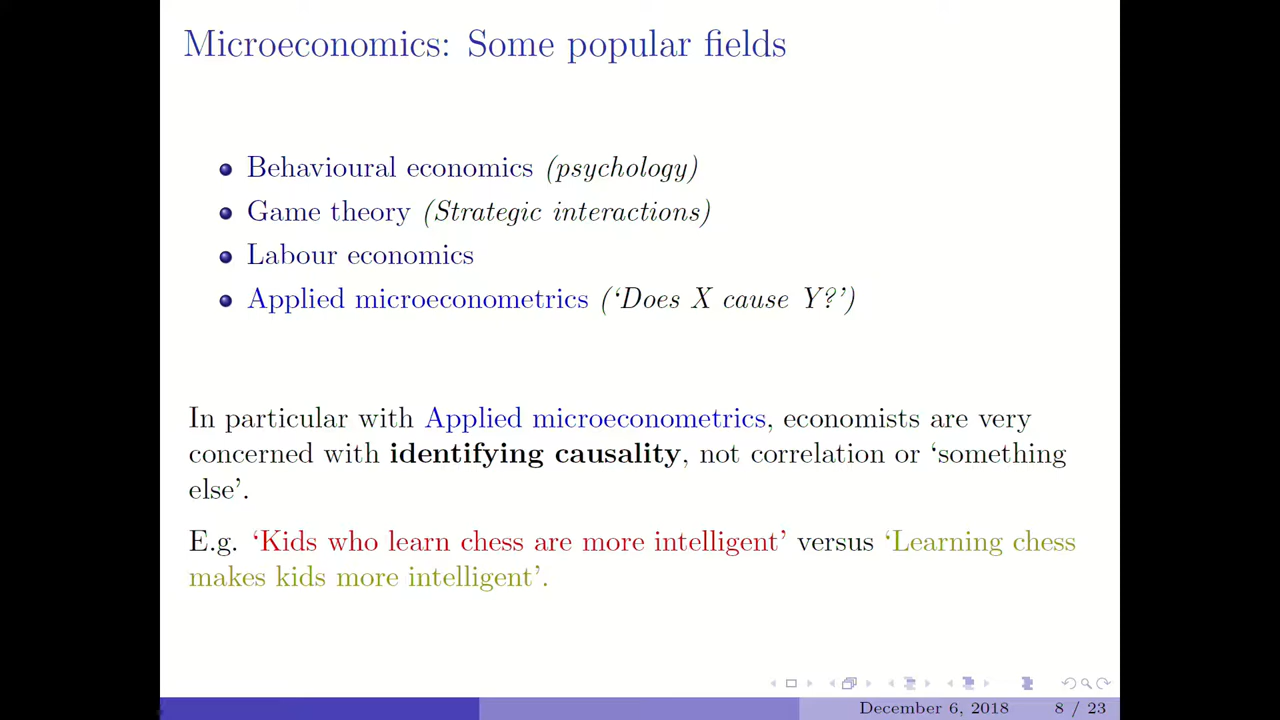 Microeconomics: Some popular fields
Behavioural economics (psychology)
Game theory (Strategic interactions)
Labour economics
Applied microeconometrics (‘Does X cause Y?’)
In particular with Applied microeconometrics, economists are very
concerned with identifying causality, not correlation or ‘something
else’.
E.g. ‘Kids who learn chess are more intelligent’ versus ‘Learning chess
makes kids more intelligent’.
December 6, 2018 8 / 23